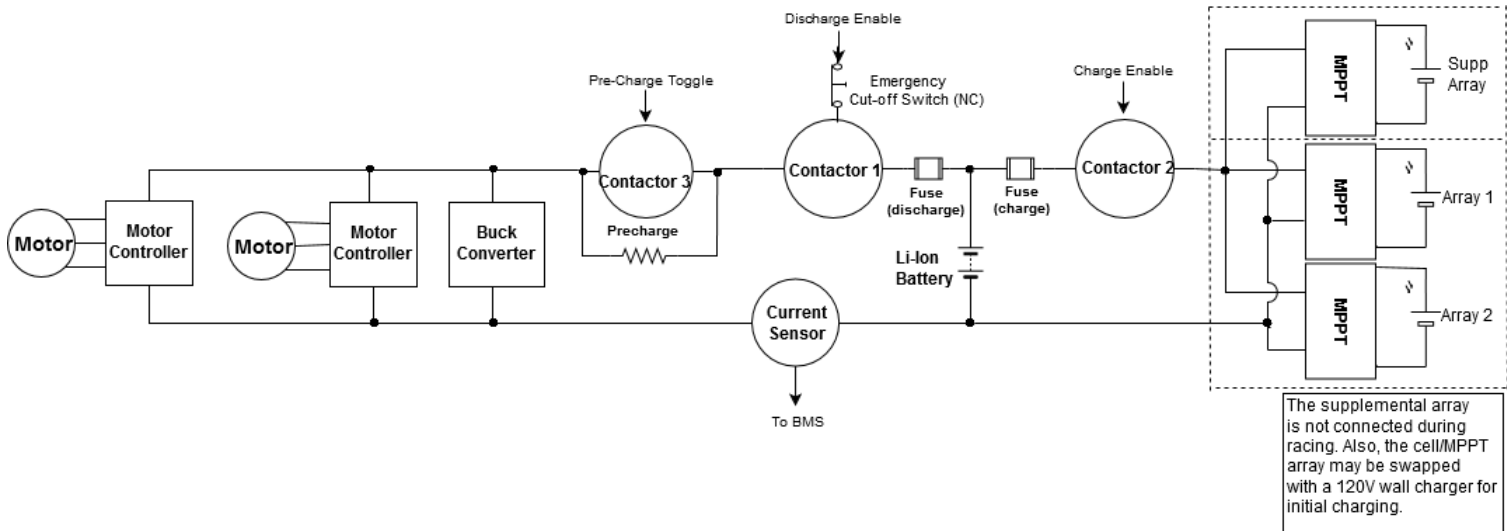 Discharge Enable
Pre-Charge Toggle
Emergency
Cut-off Switch (NC)
Charge Enable
MPPT
Supp
Array
Contactor 3
Contactor 1
Fuse
(discharge)
Fuse
(charge)
Contactor 2
MPPT
Array 1
Motor
Motor
Controller
Motor
Motor
Controller
Buck
Converter
Precharge
Li-Ion
Battery
Current
Sensor
MPPT
Array 2
To BMS
The supplemental array
is not connected during
racing. Also, the cell/MPPT
array may be swapped
with a 120V wall charger for
initial charging.